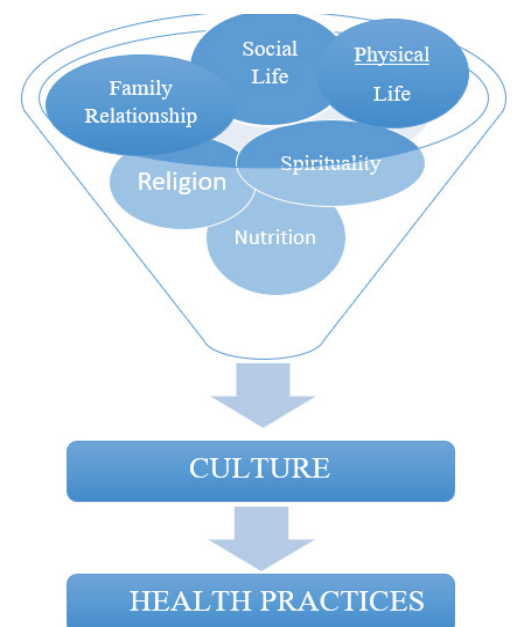 Social
Life
Physical
Life
Family
Relationship
Spirituality
Religion
Nutrition
CULTURE
HEALTH PRACTICES